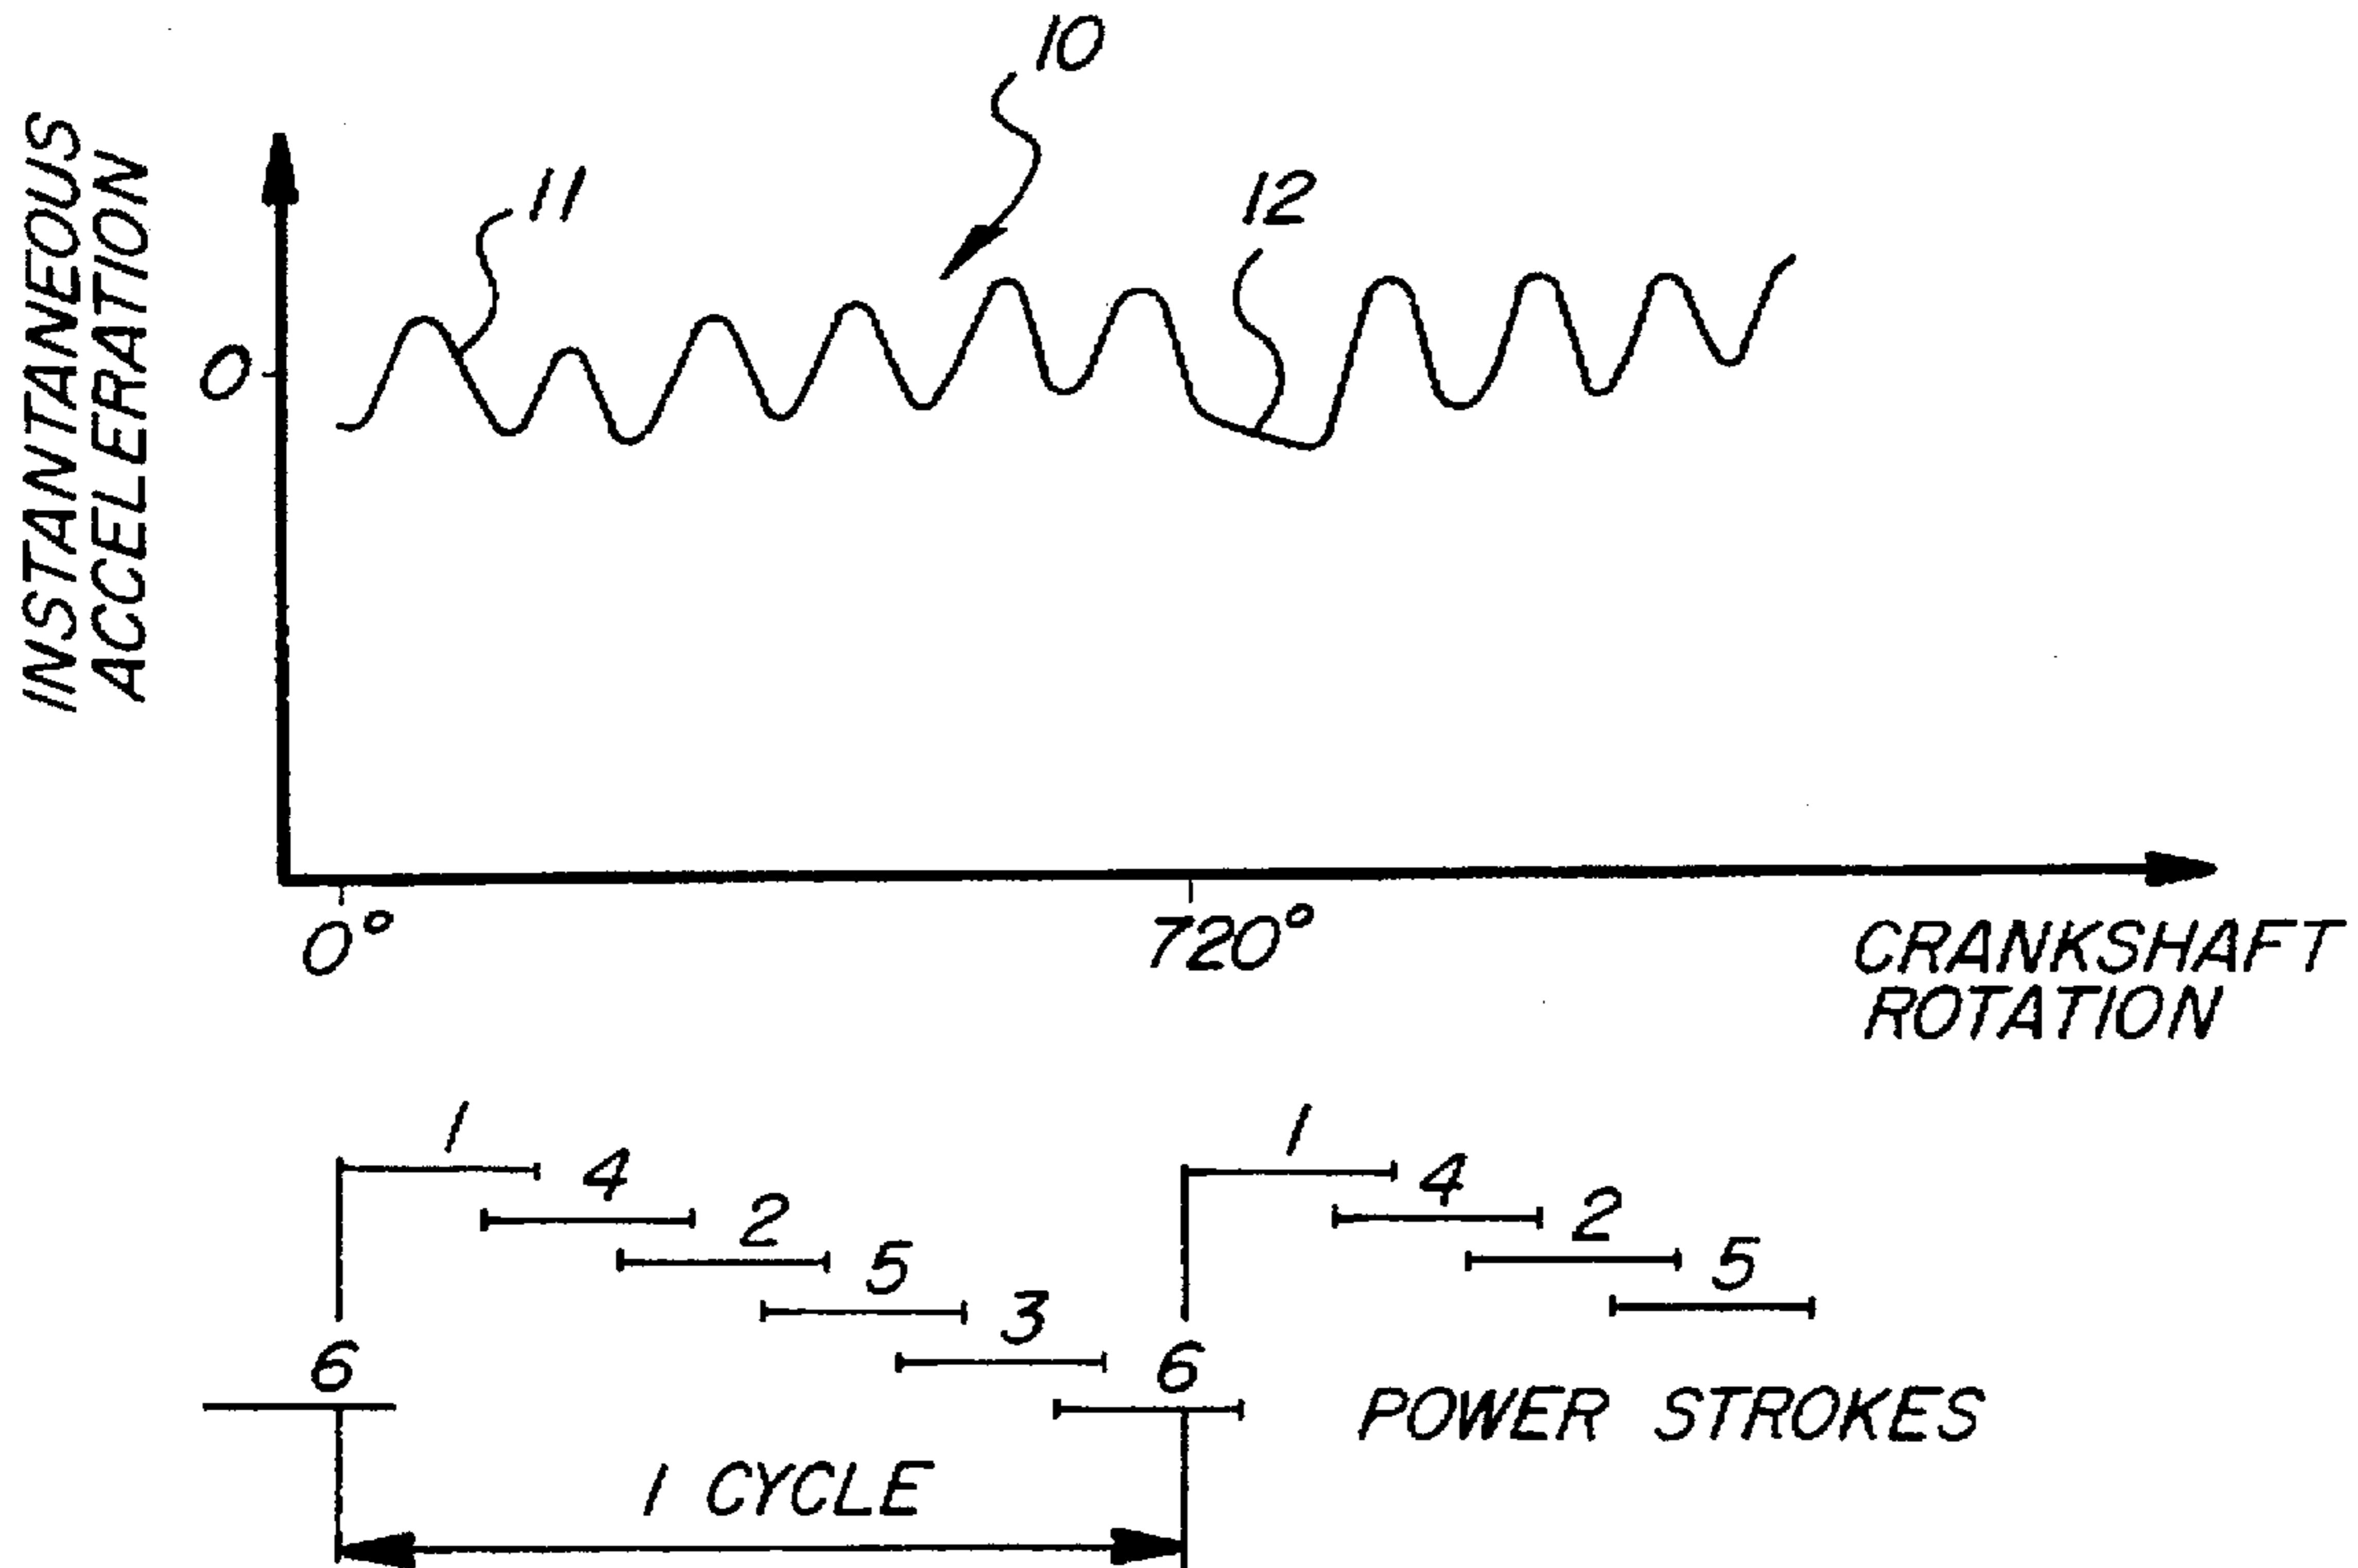 10
11
12
INSTANTANEOUS
ACCELERATION
0
0°
720°
CRANKSHAFT
ROTATION
1
1
4
4
2
2
5
5
3
6
6
POWER STROKES
1 CYCLE